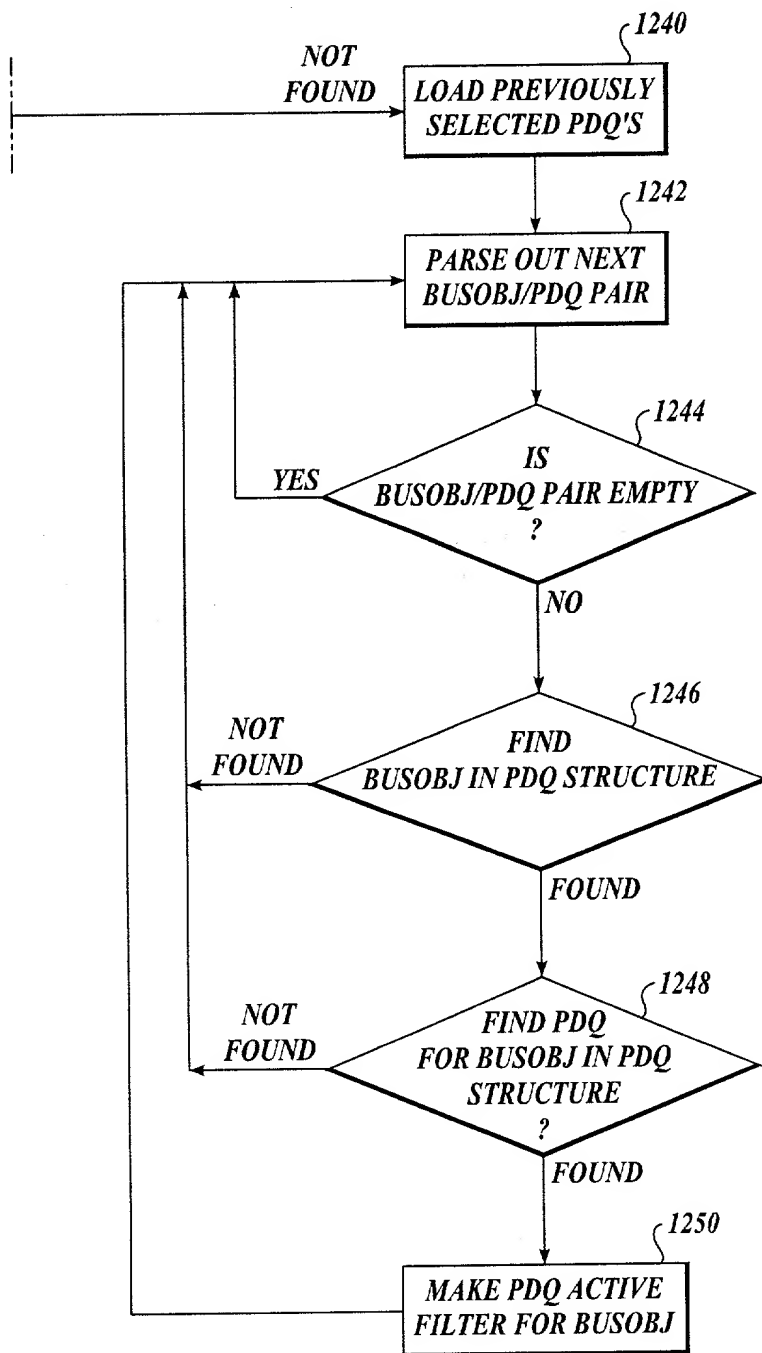 1240
NOT
FOUND
LOAD PREVIOUSLY
SELECTED PDQ'S
1242
PARSE OUT NEXT
BUSOBJ/PDQ PAIR
1244
IS
BUSOBJ/PDQ PAIR EMPTY
?
YES
NO
1246
NOT
FOUND
FIND
BUSOBJ IN PDQ STRUCTURE
FOUND
1248
NOT
FOUND
FIND PDQ
FOR BUSOBJ IN PDQ
STRUCTURE
?
FOUND
1250
MAKE PDQ ACTIVE
FILTER FOR BUSOBJ